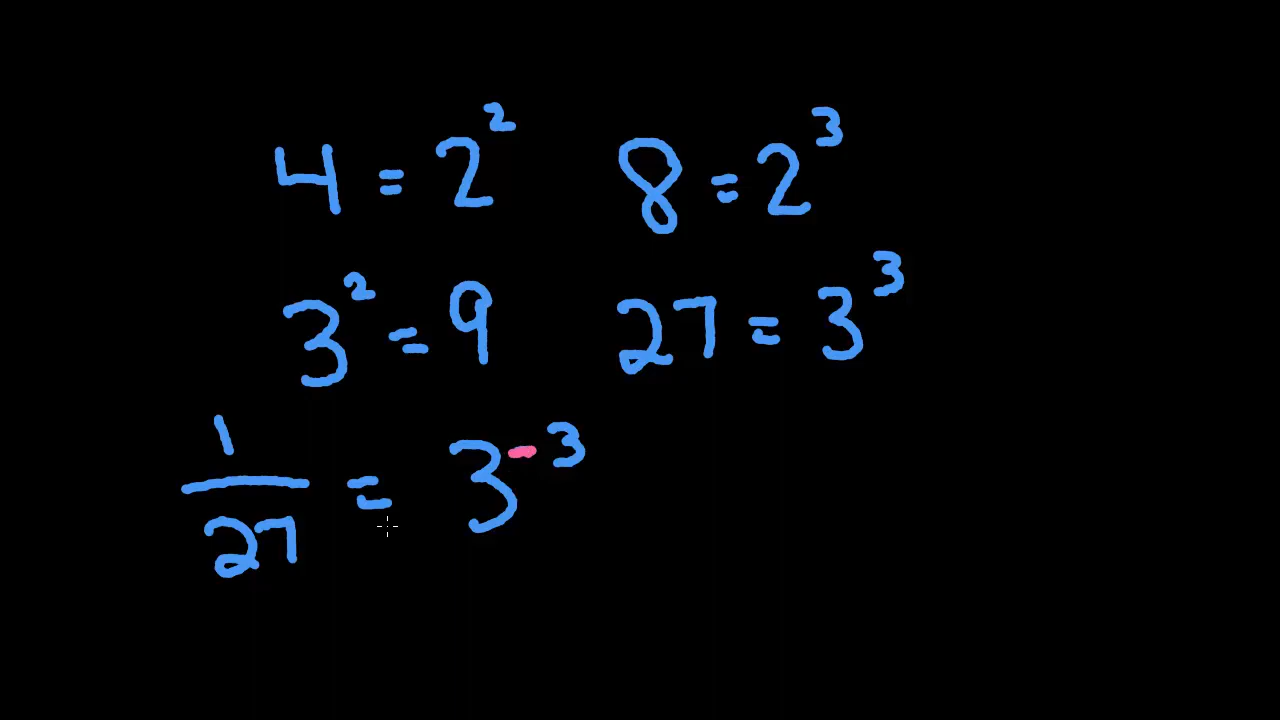 4 = 2² 8 = 2³
3² = 9 27 = 3³
1/27 = 3⁻³